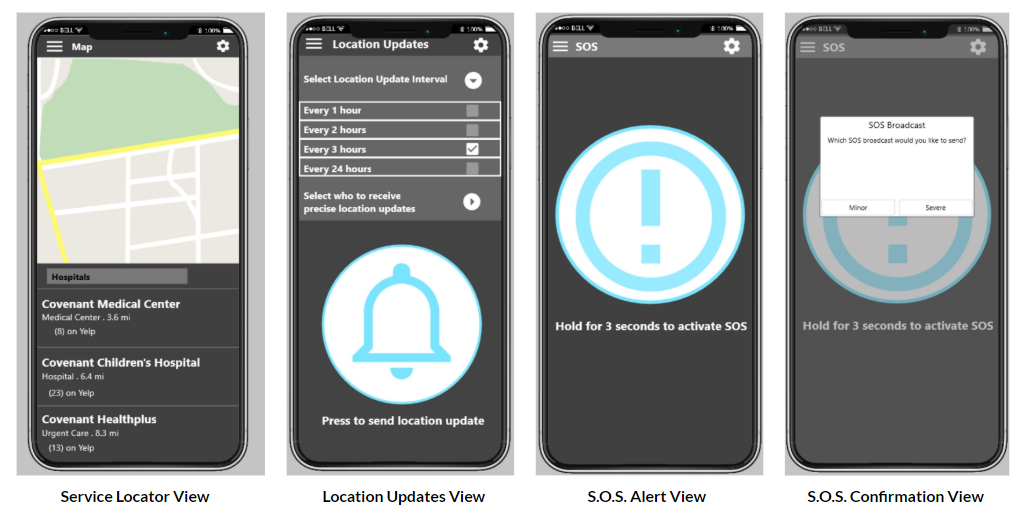 BELL 100%
Map
Hospitals
Covenant Medical Center
Medical Center . 3.6 mi
(8) on Yelp
Covenant Children's Hospital
Hospital . 6.4 mi
(23) on Yelp
Covenant Healthplus
Urgent Care . 8.3 mi
(13) on Yelp
Service Locator View
BELL 100%
Location Updates
Select Location Update Interval
Every 1 hour
Every 2 hours
Every 3 hours
Every 24 hours
Select who to receive
precise location updates
Press to send location update
Location Updates View
BELL 100%
SOS
Hold for 3 seconds to activate SOS
S.O.S. Alert View
BELL 100%
SOS
SOS Broadcast
Which SOS broadcast would you like to send?
Minor Severe
Hold for 3 seconds to activate SOS
S.O.S. Confirmation View